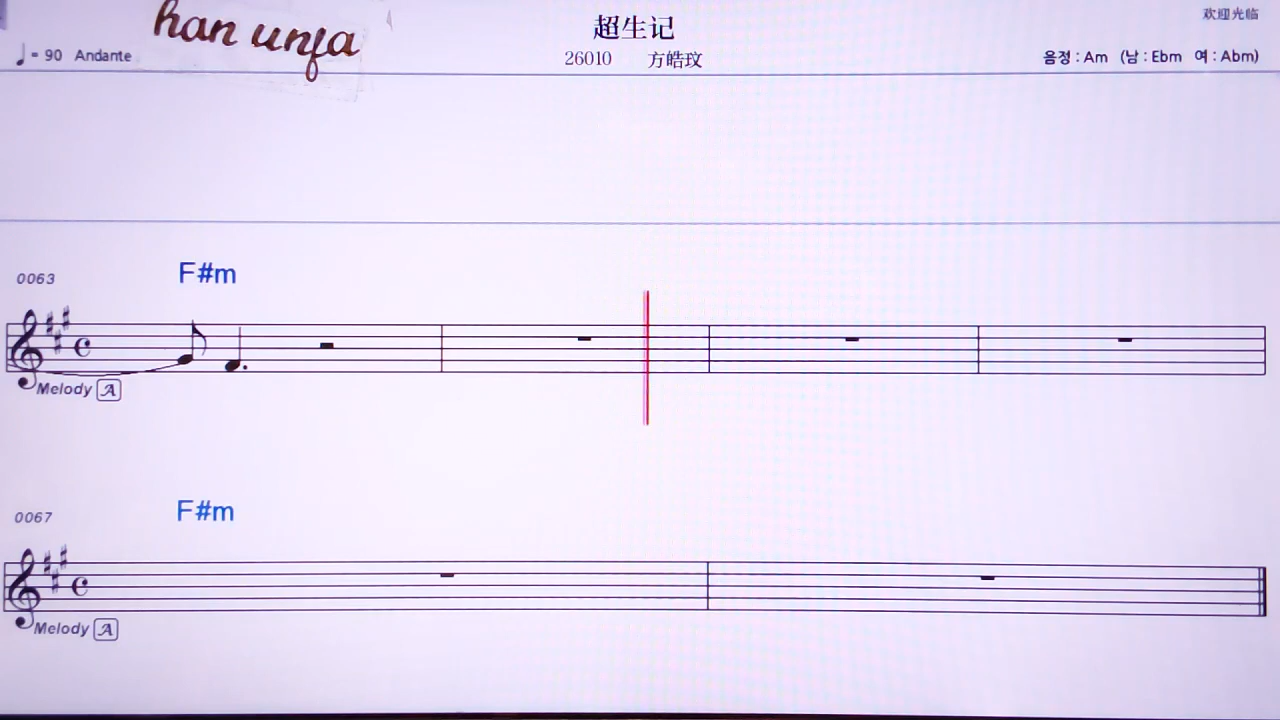 han unfa
超生记
欢迎光临
♩= 90 Andante
26010 方皓玟
음정 : Am (남 : Ebm 여 : Abm)
0063
F#m
Melody A
0067
F#m
Melody A